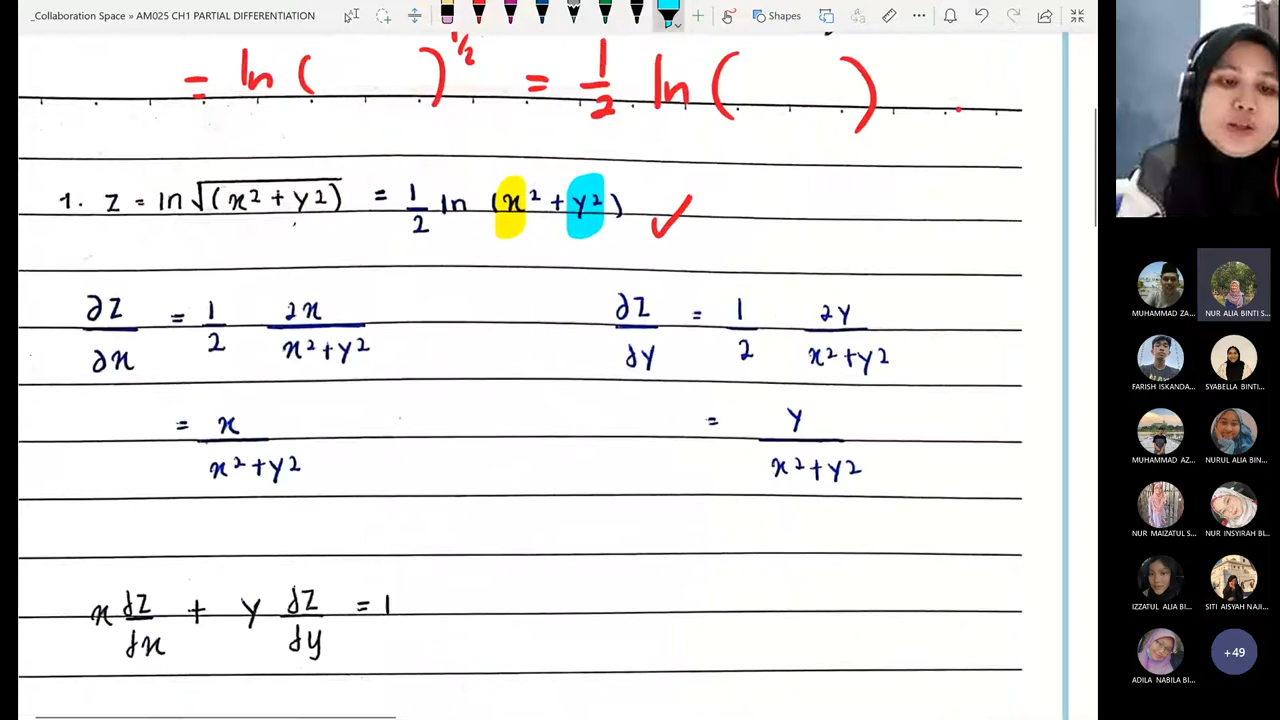 _Collaboration Space » AM025 CH1 PARTIAL DIFFERENTIATION
Shapes
= ln ( )^1/2 = 1/2 ln ( ) .
1. z = ln √(x² + y²) = 1/2 ln (x² + y²) ✓
∂z/∂x = 1/2 2x/x²+y²
∂z/∂y = 1/2 2y/x²+y²
= x/x²+y²
= y/x²+y²
x ∂z/∂x + y ∂z/∂y = 1
MUHAMMAD ZA...
NUR ALIA BINTI S...
FARISH ISKANDA...
SYABELLA BINTI...
MUHAMMAD AZ...
NURUL ALIA BIN...
NUR MAIZATUL S...
NUR INSYIRAH BI...
IZZATUL ALIA BI...
SITI AISYAH NAJI...
ADILA NABILA BI...
+49